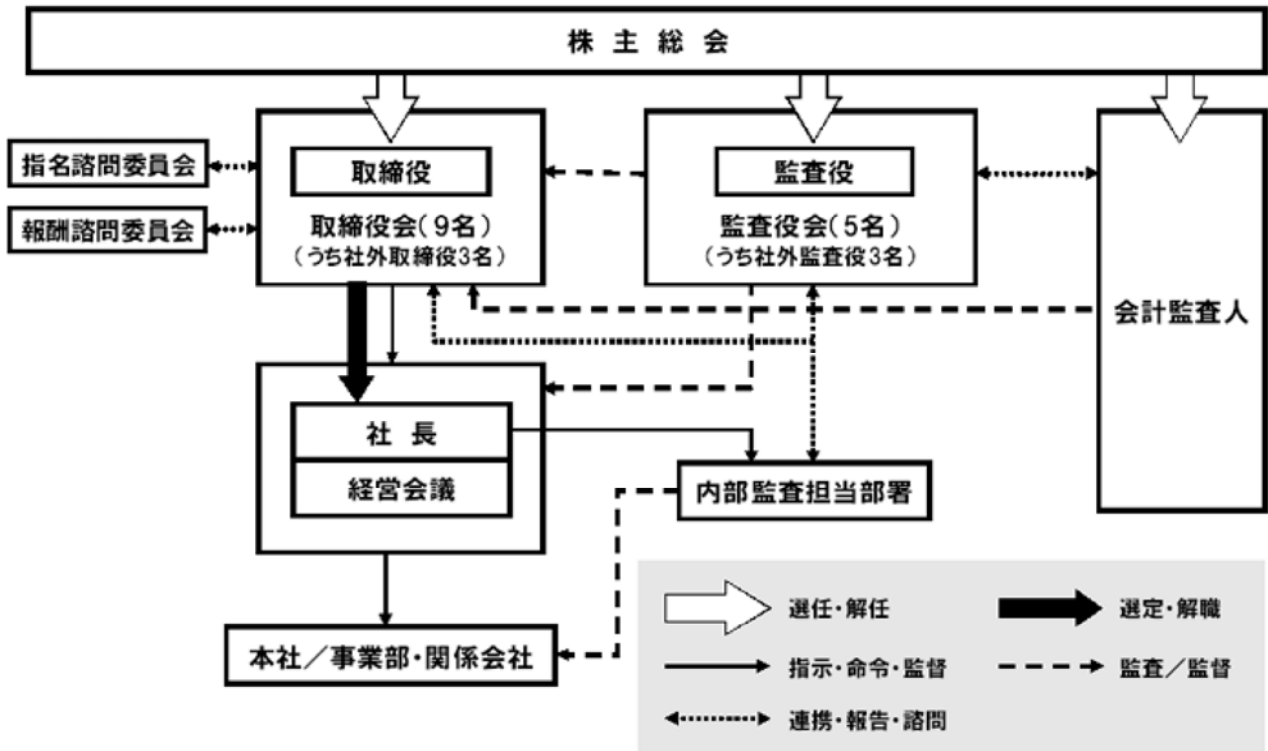 株主総会
指名諮問委員会
報酬諮問委員会
取締役
取締役会(9名)
(うち社外取締役3名)
監査役
監査役会(5名)
(うち社外監査役3名)
会計監査人
社長
経営会議
内部監査担当部署
本社/事業部・関係会社
選任・解任
選定・解職
指示・命令・監督
監査/監督
連携・報告・諮問